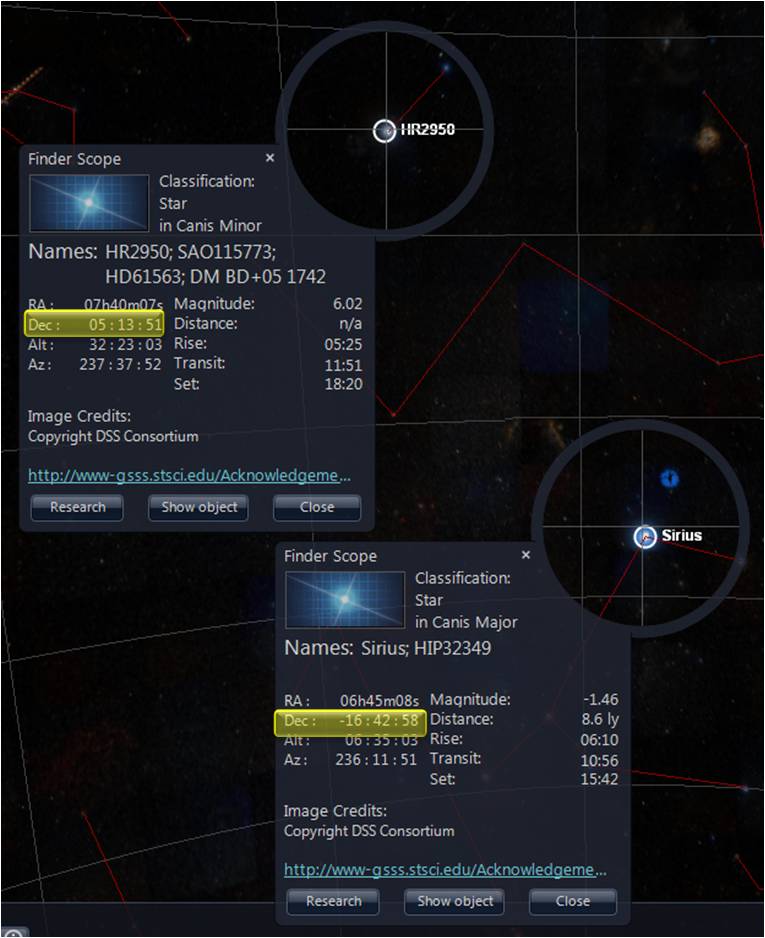 HR2950
Finder Scope ×
Classification:
Star
in Canis Minor
Names: HR2950; SAO115773;
HD61563; DM BD+05 1742
RA : 07h40m07s Magnitude: 6.02
Dec : 05 : 13 : 51 Distance: n/a
Alt : 32 : 23 : 03 Rise: 05:25
Az : 237 : 37 : 52 Transit: 11:51
Set: 18:20
Image Credits:
Copyright DSS Consortium
http://www-gsss.stsci.edu/Acknowledgeme...
Research Show object Close
Sirius
Finder Scope ×
Classification:
Star
in Canis Major
Names: Sirius; HIP32349
RA : 06h45m08s Magnitude: -1.46
Dec : -16 : 42 : 58 Distance: 8.6 ly
Alt : 06 : 35 : 03 Rise: 06:10
Az : 236 : 11 : 51 Transit: 10:56
Set: 15:42
Image Credits:
Copyright DSS Consortium
http://www-gsss.stsci.edu/Acknowledgeme...
Research Show object Close